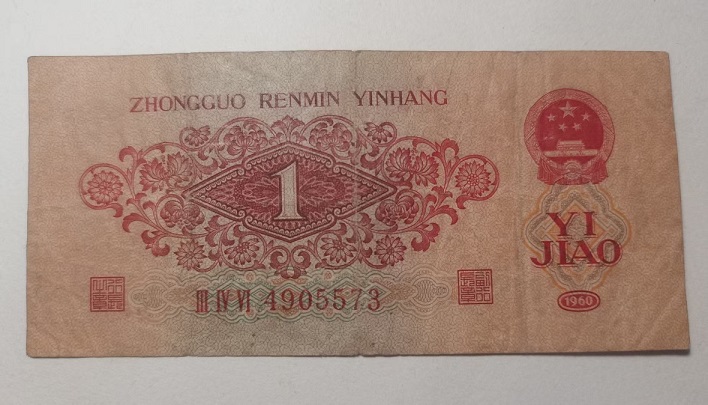 ZHONGGUO RENMIN YINHANG
1
YI
JIAO
III IV VI 4905573
1960